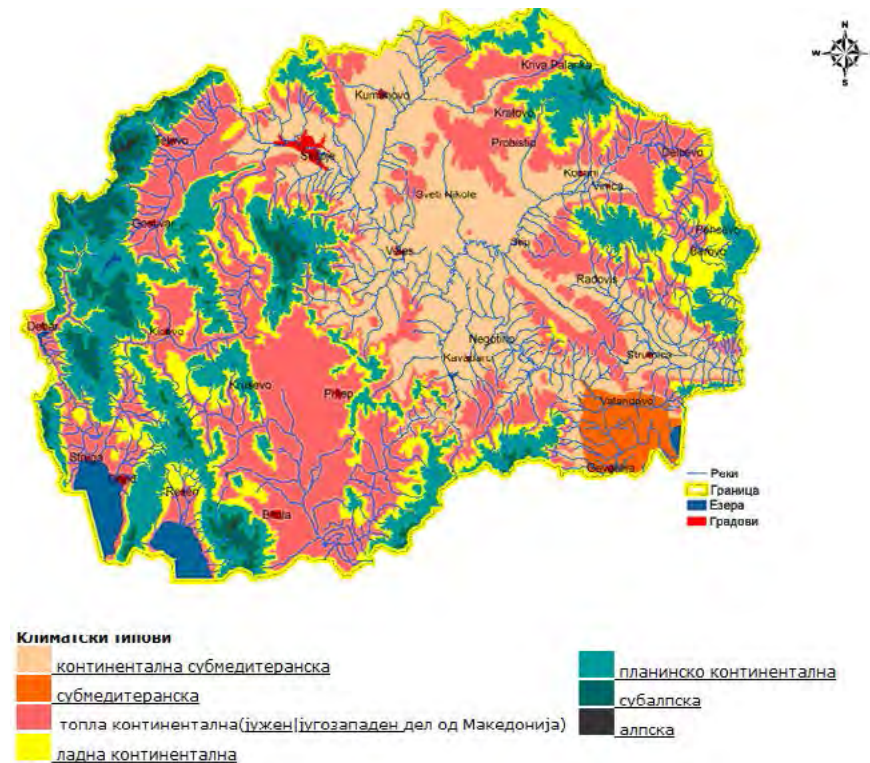 N
W E
S
Kriva Palanka
Kumanovo
Kratovo
Tetovo
Probistip
Skopje
Delcevo
Kocani
Vinica
Sveti Nikole
Gostivar
Pehcevo
Stip
Veles
Berovo
Radovis
Debar
Kicevo
Negotino
Kavadarci
Strumica
Krusevo
Prilep
Valandovo
Struga
Gevgelija
Ohrid
Resen
Bitola
Реки
Граница
Езера
Градови
Климатски типови
континентална субмедитеранска
субмедитеранска
топла континентална(јужен|југозападен дел од Македонија)
ладна континентална
планинско континентална
субалпска
алпска